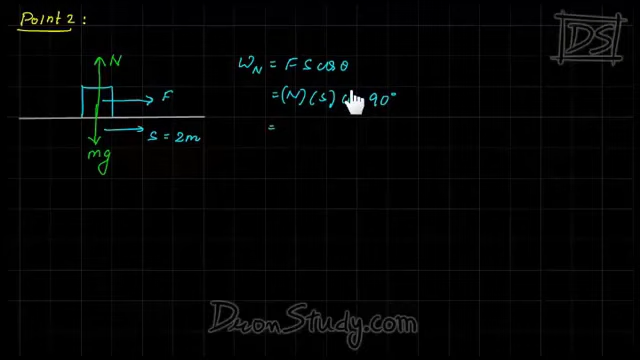 Point 2 :
DS
N
F
S = 2m
mg
W_N = F S cos θ
= (N) (S) 90°
=
DronStudy.com